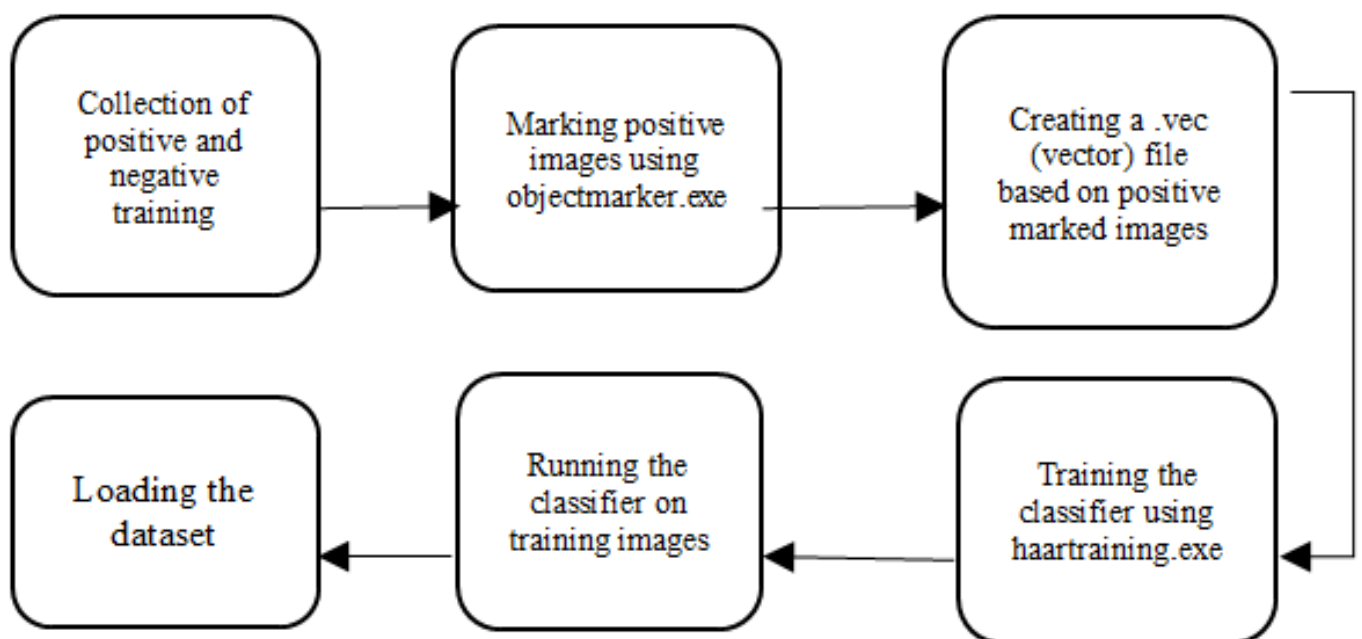 Collection of
positive and
negative
training
Marking positive
images using
objectmarker.exe
Creating a .vec
(vector) file
based on positive
marked images
Training the
classifier using
haartraining.exe
Running the
classifier on
training images
Loading the
dataset